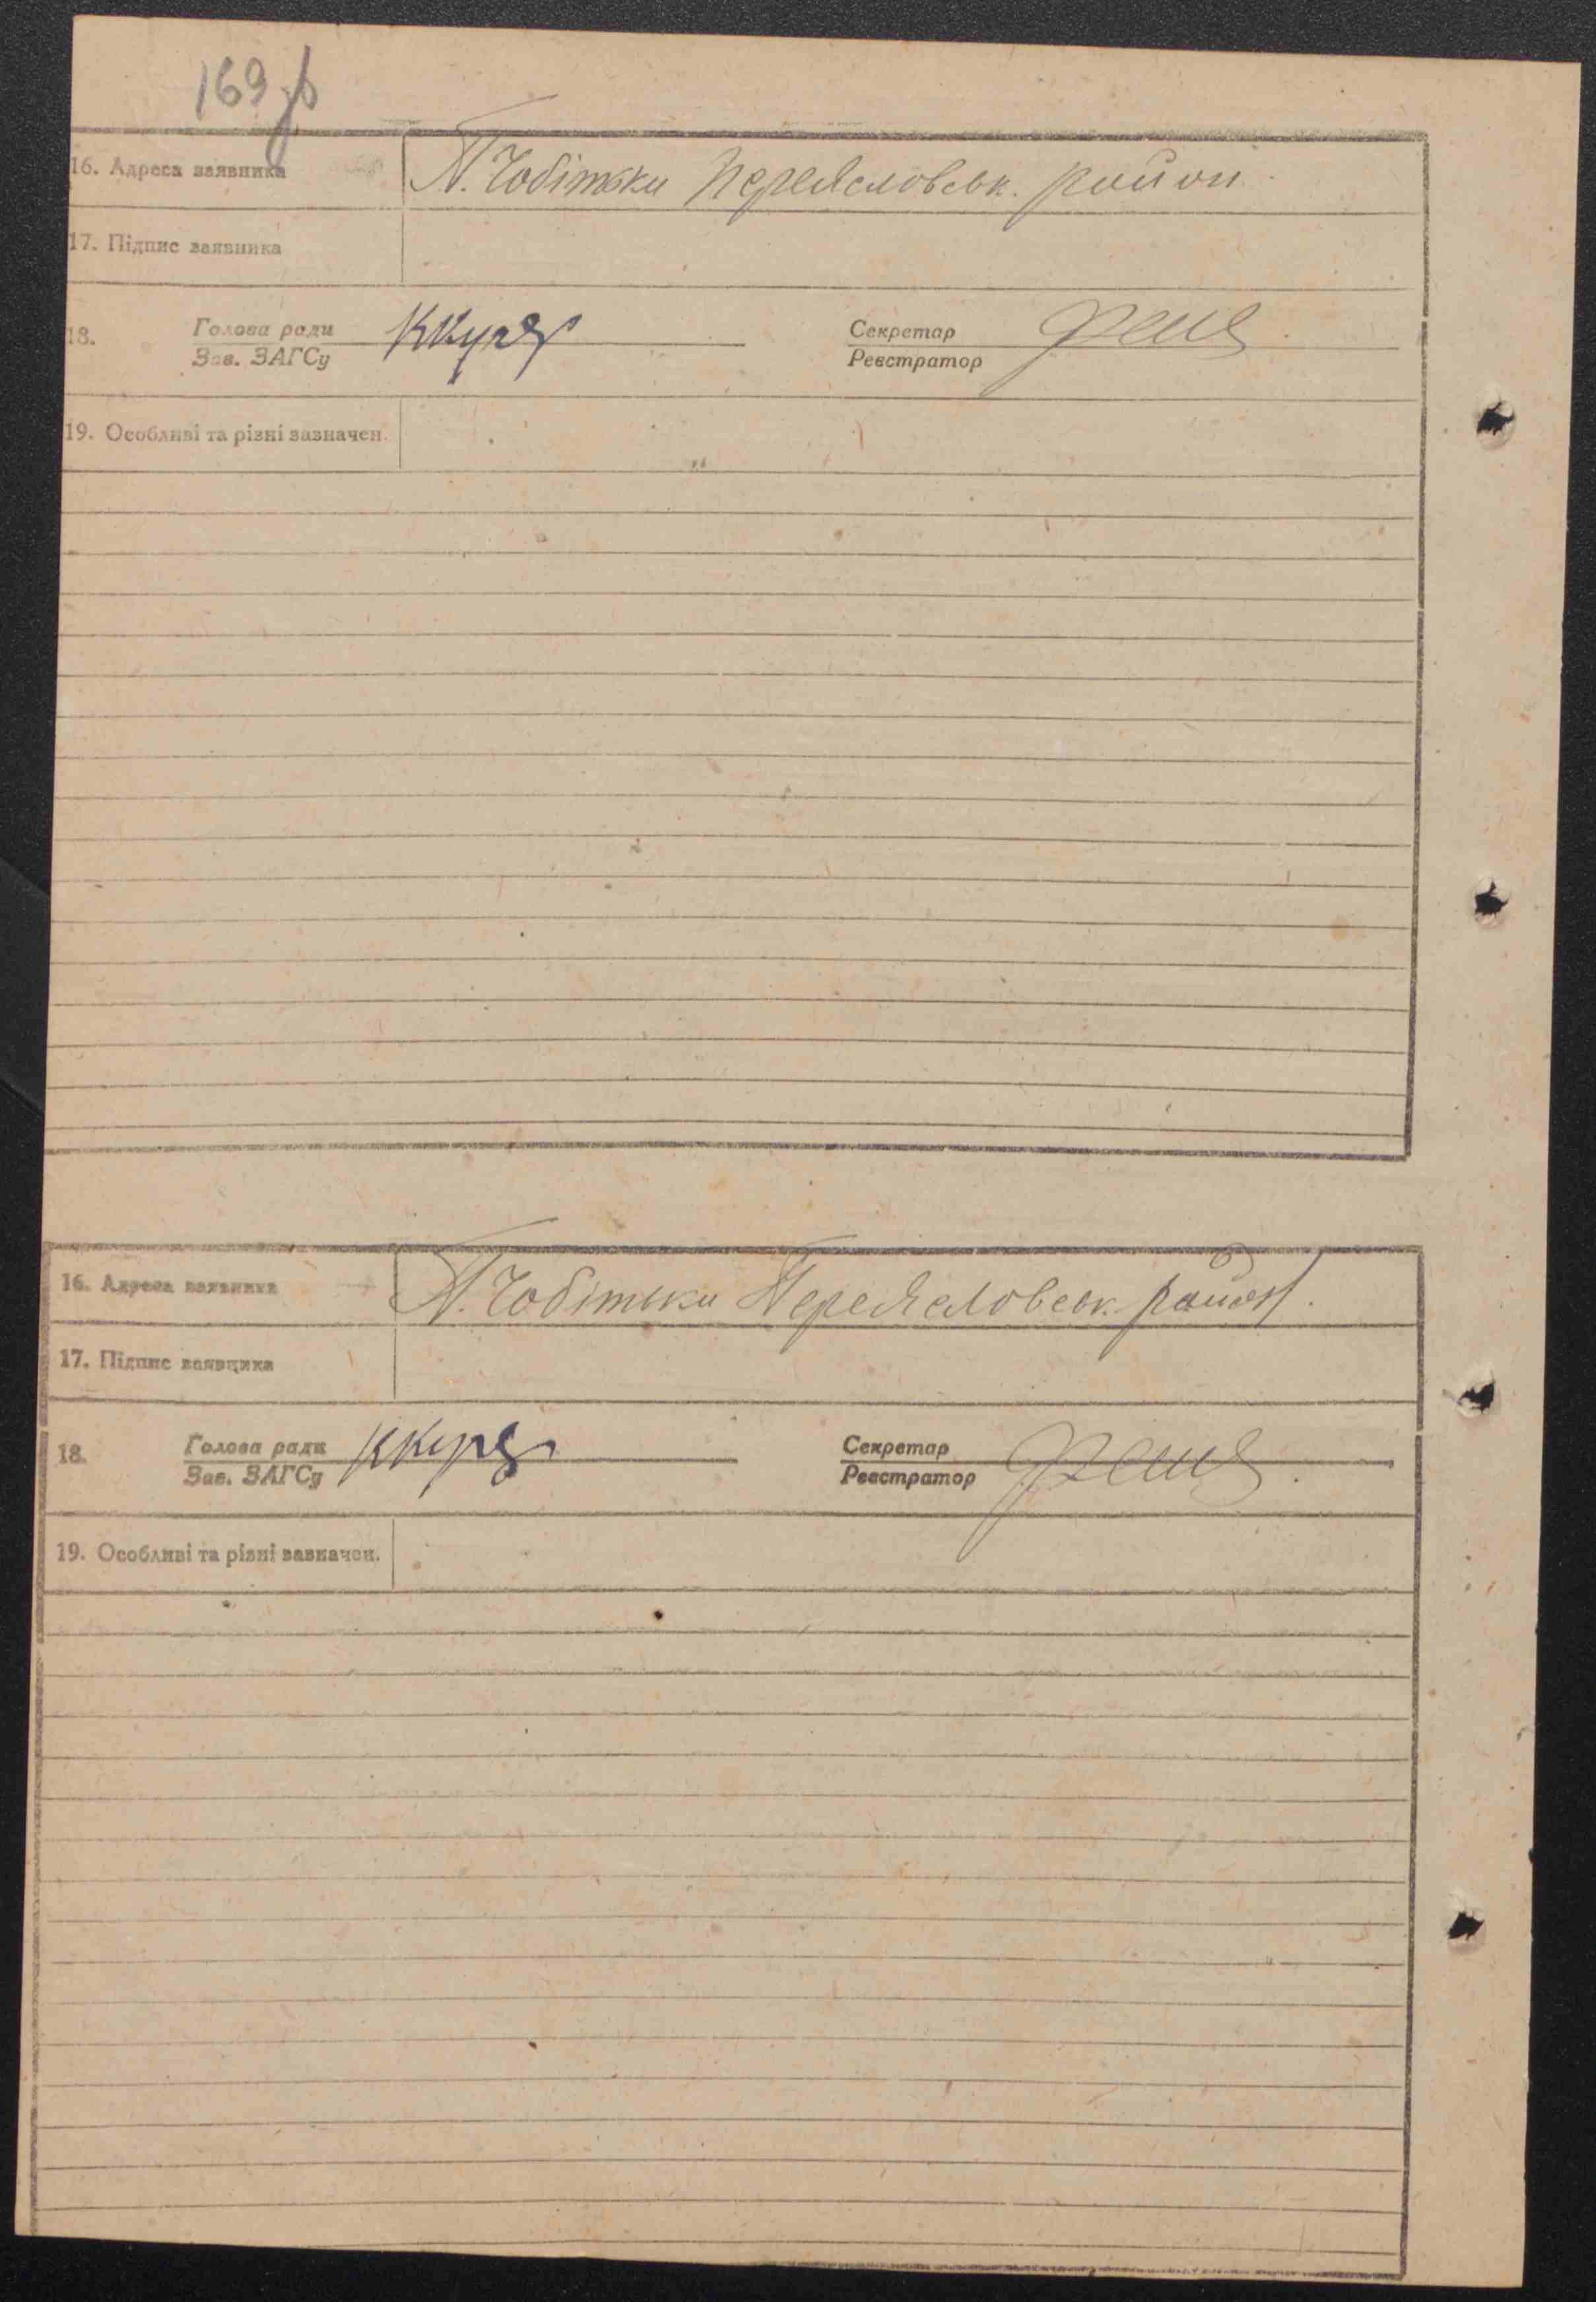 169
16. Адреса заявника П. Чобітьки Переясловськ. район.
17. Підпис заявника
18. Голова ради Секретар
Зав. ЗАГСу Реєстратор
19. Особливі та різні зазначен.
16. Адреса заявника П. Чобітьки Переясловськ. район.
17. Підпис заявника
18. Голова ради Секретар
Зав. ЗАГСу Реєстратор
19. Особливі та різні зазначен.